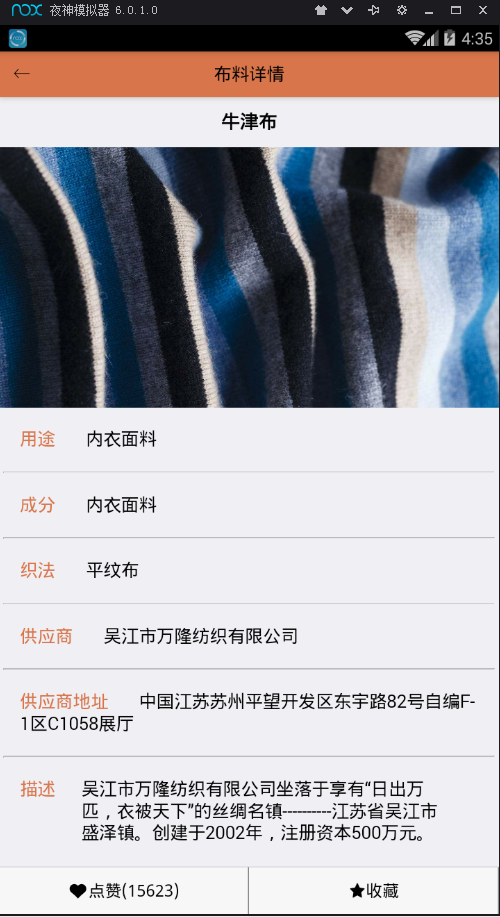 nox 夜神模拟器 6.0.1.0
4:35
布料详情
牛津布
用途 内衣面料
成分 内衣面料
织法 平纹布
供应商 吴江市万隆纺织有限公司
供应商地址 中国江苏苏州平望开发区东宇路82号自编F-
1区C1058展厅
描述 吴江市万隆纺织有限公司坐落于享有“日出万
匹，衣被天下”的丝绸名镇----------江苏省吴江市
盛泽镇。创建于2002年，注册资本500万元。
点赞(15623) 收藏